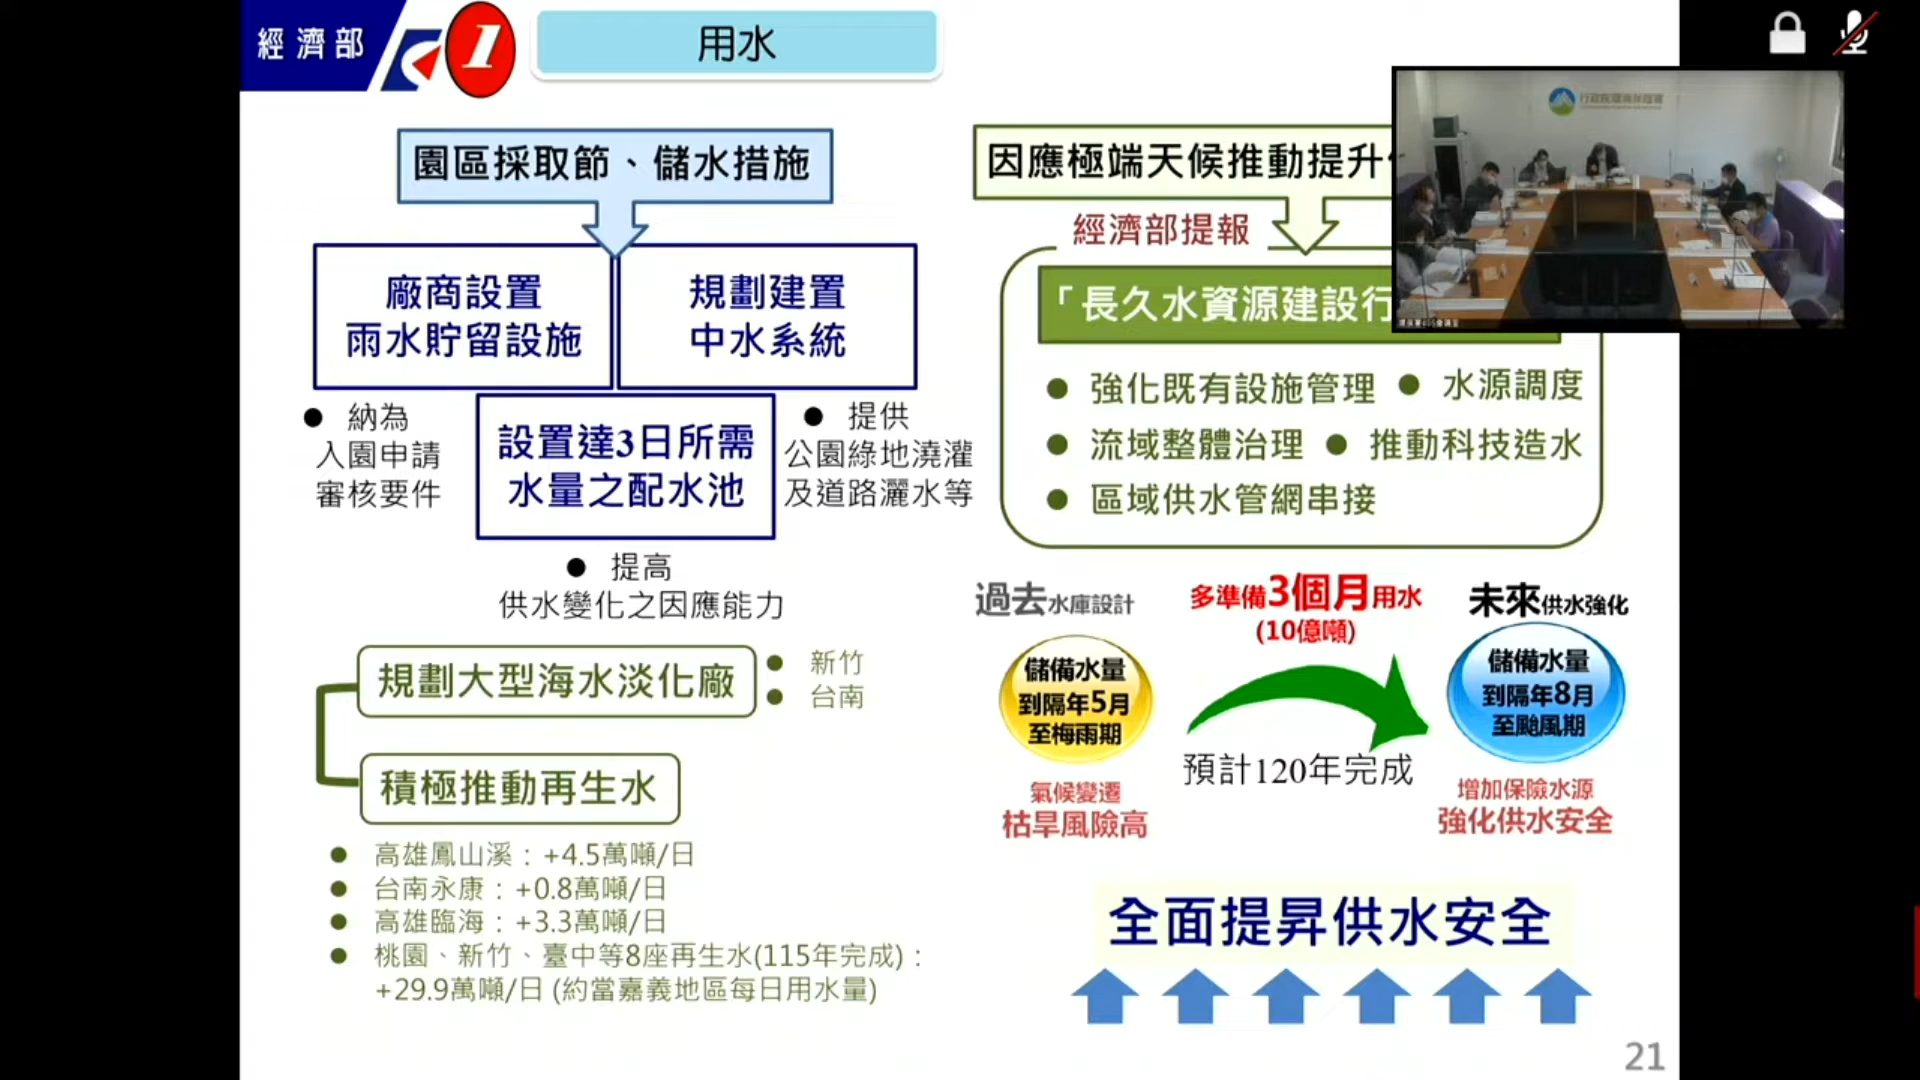 經濟部
1
用水
園區採取節、儲水措施
廠商設置
雨水貯留設施
規劃建置
中水系統
● 納為
入園申請
審核要件
設置達3日所需
水量之配水池
● 提供
公園綠地澆灌
及道路灑水等
● 提高
供水變化之因應能力
規劃大型海水淡化廠
● 新竹
● 台南
積極推動再生水
● 高雄鳳山溪：+4.5萬噸/日
● 台南永康：+0.8萬噸/日
● 高雄臨海：+3.3萬噸/日
● 桃園、新竹、臺中等8座再生水(115年完成)：
+29.9萬噸/日 (約當嘉義地區每日用水量)
因應極端天候推動提升
經濟部提報
「長久水資源建設行
● 強化既有設施管理 ● 水源調度
● 流域整體治理 ● 推動科技造水
● 區域供水管網串接
過去水庫設計
多準備3個月用水
(10億噸)
未來供水強化
儲備水量
到隔年5月
至梅雨期
儲備水量
到隔年8月
至颱風期
預計120年完成
氣候變遷
枯旱風險高
增加保險水源
強化供水安全
全面提昇供水安全
21
行政院環境保護署